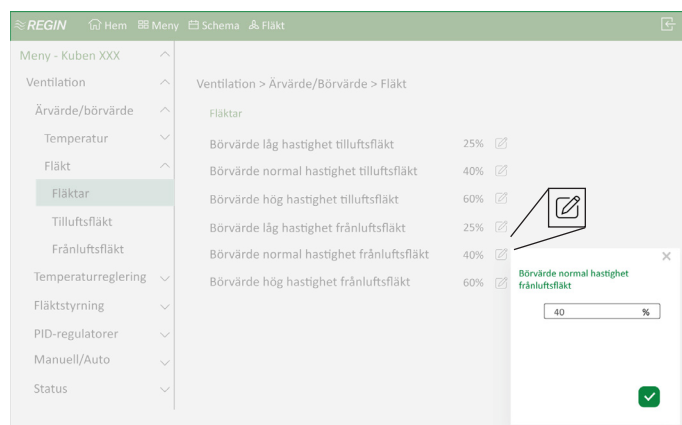 REGIN Hem Meny Schema Fläkt
Meny - Kuben XXX
Ventilation
Ärvärde/börvärde
Temperatur
Fläkt
Fläktar
Tilluftsfläkt
Frånluftsfläkt
Temperaturreglering
Fläktstyrning
PID-regulatorer
Manuell/Auto
Status
Ventilation > Ärvärde/Börvärde > Fläkt
Fläktar
Börvärde låg hastighet tilluftsfläkt 25%
Börvärde normal hastighet tilluftsfläkt 40%
Börvärde hög hastighet tilluftsfläkt 60%
Börvärde låg hastighet frånluftsfläkt 25%
Börvärde normal hastighet frånluftsfläkt 40%
Börvärde hög hastighet frånluftsfläkt 60%
Börvärde normal hastighet
frånluftsfläkt
40 %